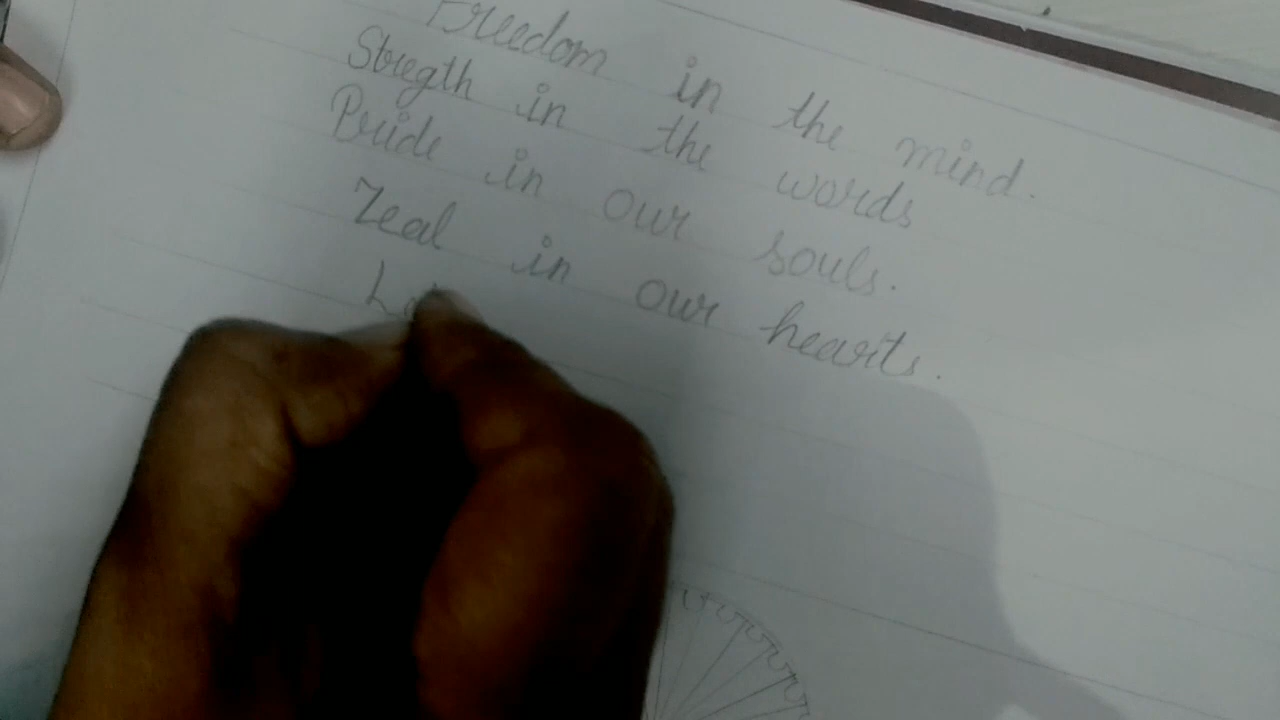 Freedom in the mind.
Stregth in the words
Pride in our souls.
Zeal in our hearts.